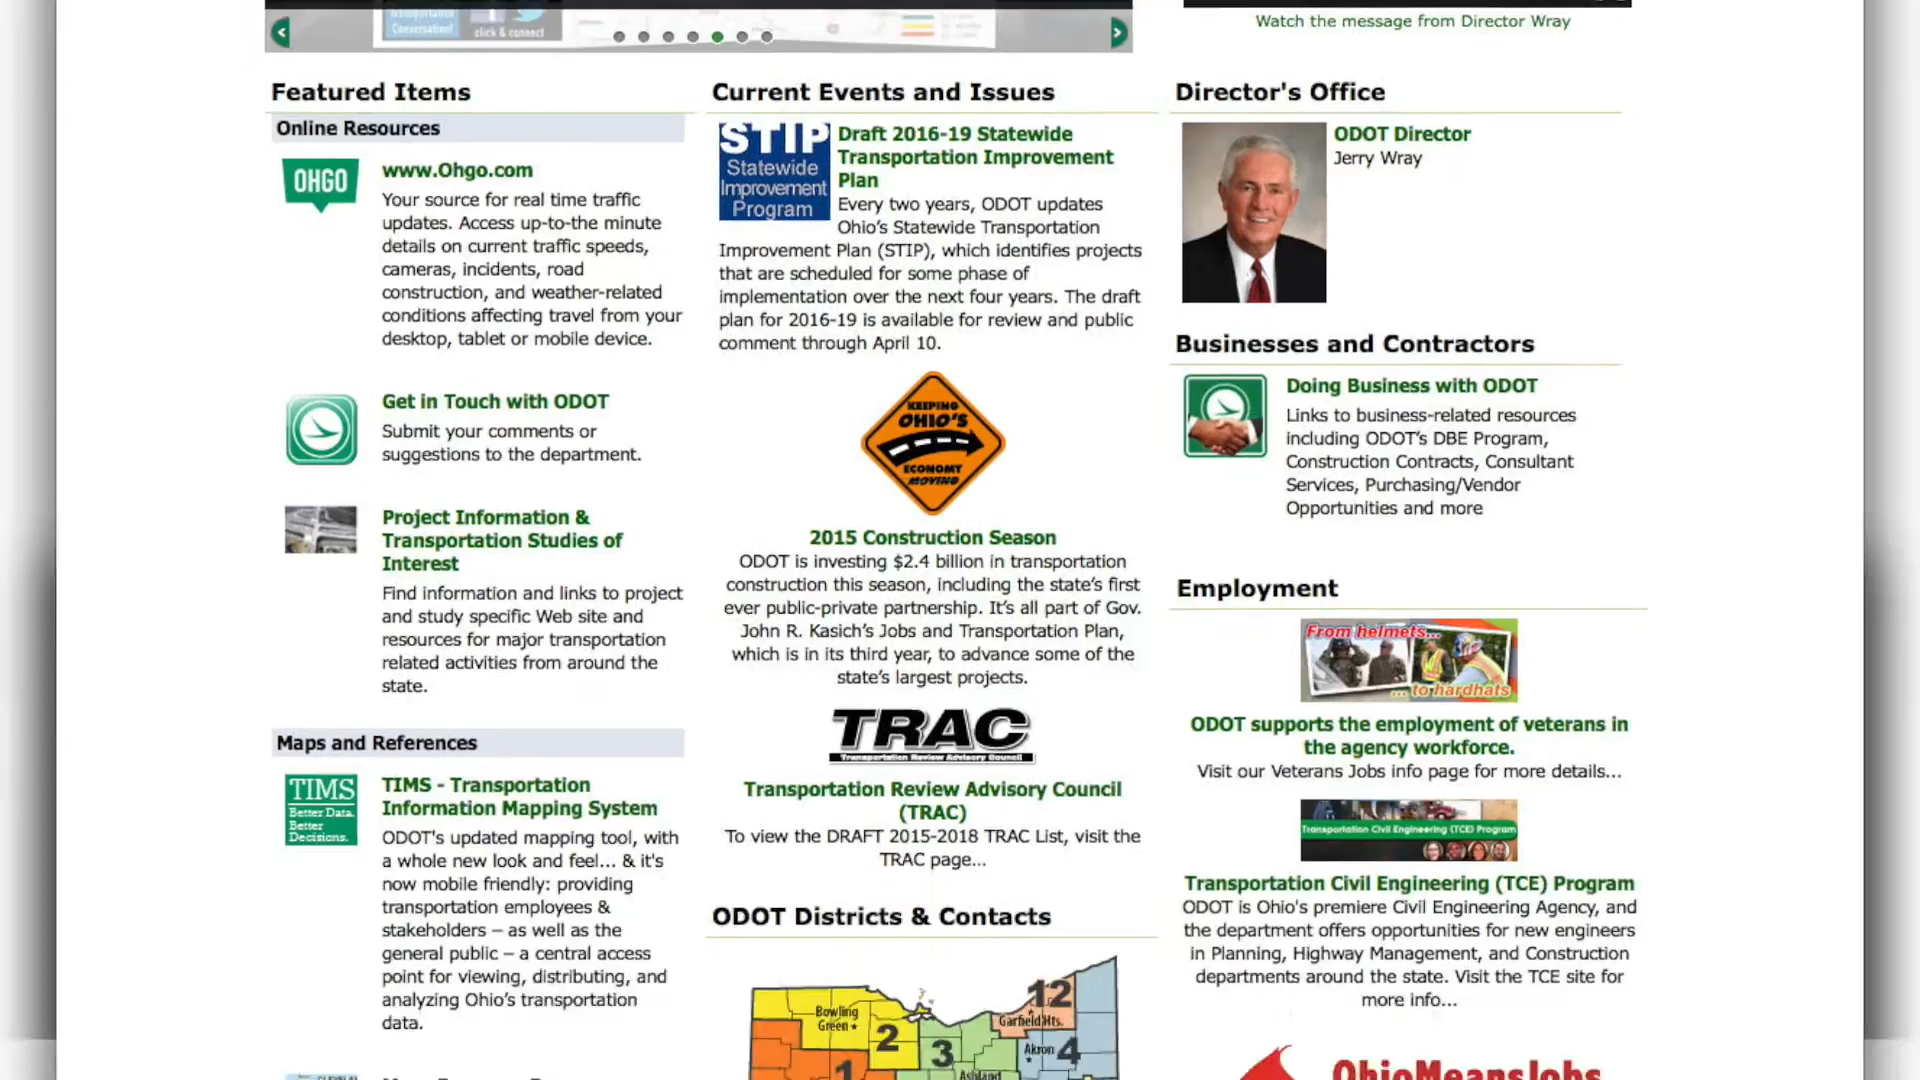 Conversation!
click & connect
Watch the message from Director Wray
Featured Items
Online Resources
OHGO
www.Ohgo.com
Your source for real time traffic
updates. Access up-to-the minute
details on current traffic speeds,
cameras, incidents, road
construction, and weather-related
conditions affecting travel from your
desktop, tablet or mobile device.
Get in Touch with ODOT
Submit your comments or
suggestions to the department.
Project Information &
Transportation Studies of
Interest
Find information and links to project
and study specific Web site and
resources for major transportation
related activities from around the
state.
Maps and References
TIMS
Better Data.
Better
Decisions.
TIMS - Transportation
Information Mapping System
ODOT's updated mapping tool, with
a whole new look and feel... & it's
now mobile friendly: providing
transportation employees &
stakeholders – as well as the
general public – a central access
point for viewing, distributing, and
analyzing Ohio's transportation
data.
Current Events and Issues
STIP
Statewide
Improvement
Program
Draft 2016-19 Statewide
Transportation Improvement
Plan
Every two years, ODOT updates
Ohio's Statewide Transportation
Improvement Plan (STIP), which identifies projects
that are scheduled for some phase of
implementation over the next four years. The draft
plan for 2016-19 is available for review and public
comment through April 10.
KEEPING
OHIO'S
ECONOMY
MOVING
2015 Construction Season
ODOT is investing $2.4 billion in transportation
construction this season, including the state's first
ever public-private partnership. It's all part of Gov.
John R. Kasich's Jobs and Transportation Plan,
which is in its third year, to advance some of the
state's largest projects.
TRAC
Transportation Review Advisory Council
Transportation Review Advisory Council
(TRAC)
To view the DRAFT 2015-2018 TRAC List, visit the
TRAC page...
ODOT Districts & Contacts
12
Garfield Hts.
Bowling
Green
2
3
Akron
4
1
Ashland
Director's Office
ODOT Director
Jerry Wray
Businesses and Contractors
Doing Business with ODOT
Links to business-related resources
including ODOT's DBE Program,
Construction Contracts, Consultant
Services, Purchasing/Vendor
Opportunities and more
Employment
From helmets...
... to hardhats
ODOT supports the employment of veterans in
the agency workforce.
Visit our Veterans Jobs info page for more details...
Transportation Civil Engineering (TCE) Program
Transportation Civil Engineering (TCE) Program
ODOT is Ohio's premiere Civil Engineering Agency, and
the department offers opportunities for new engineers
in Planning, Highway Management, and Construction
departments around the state. Visit the TCE site for
more info...
OhioMeansJobs